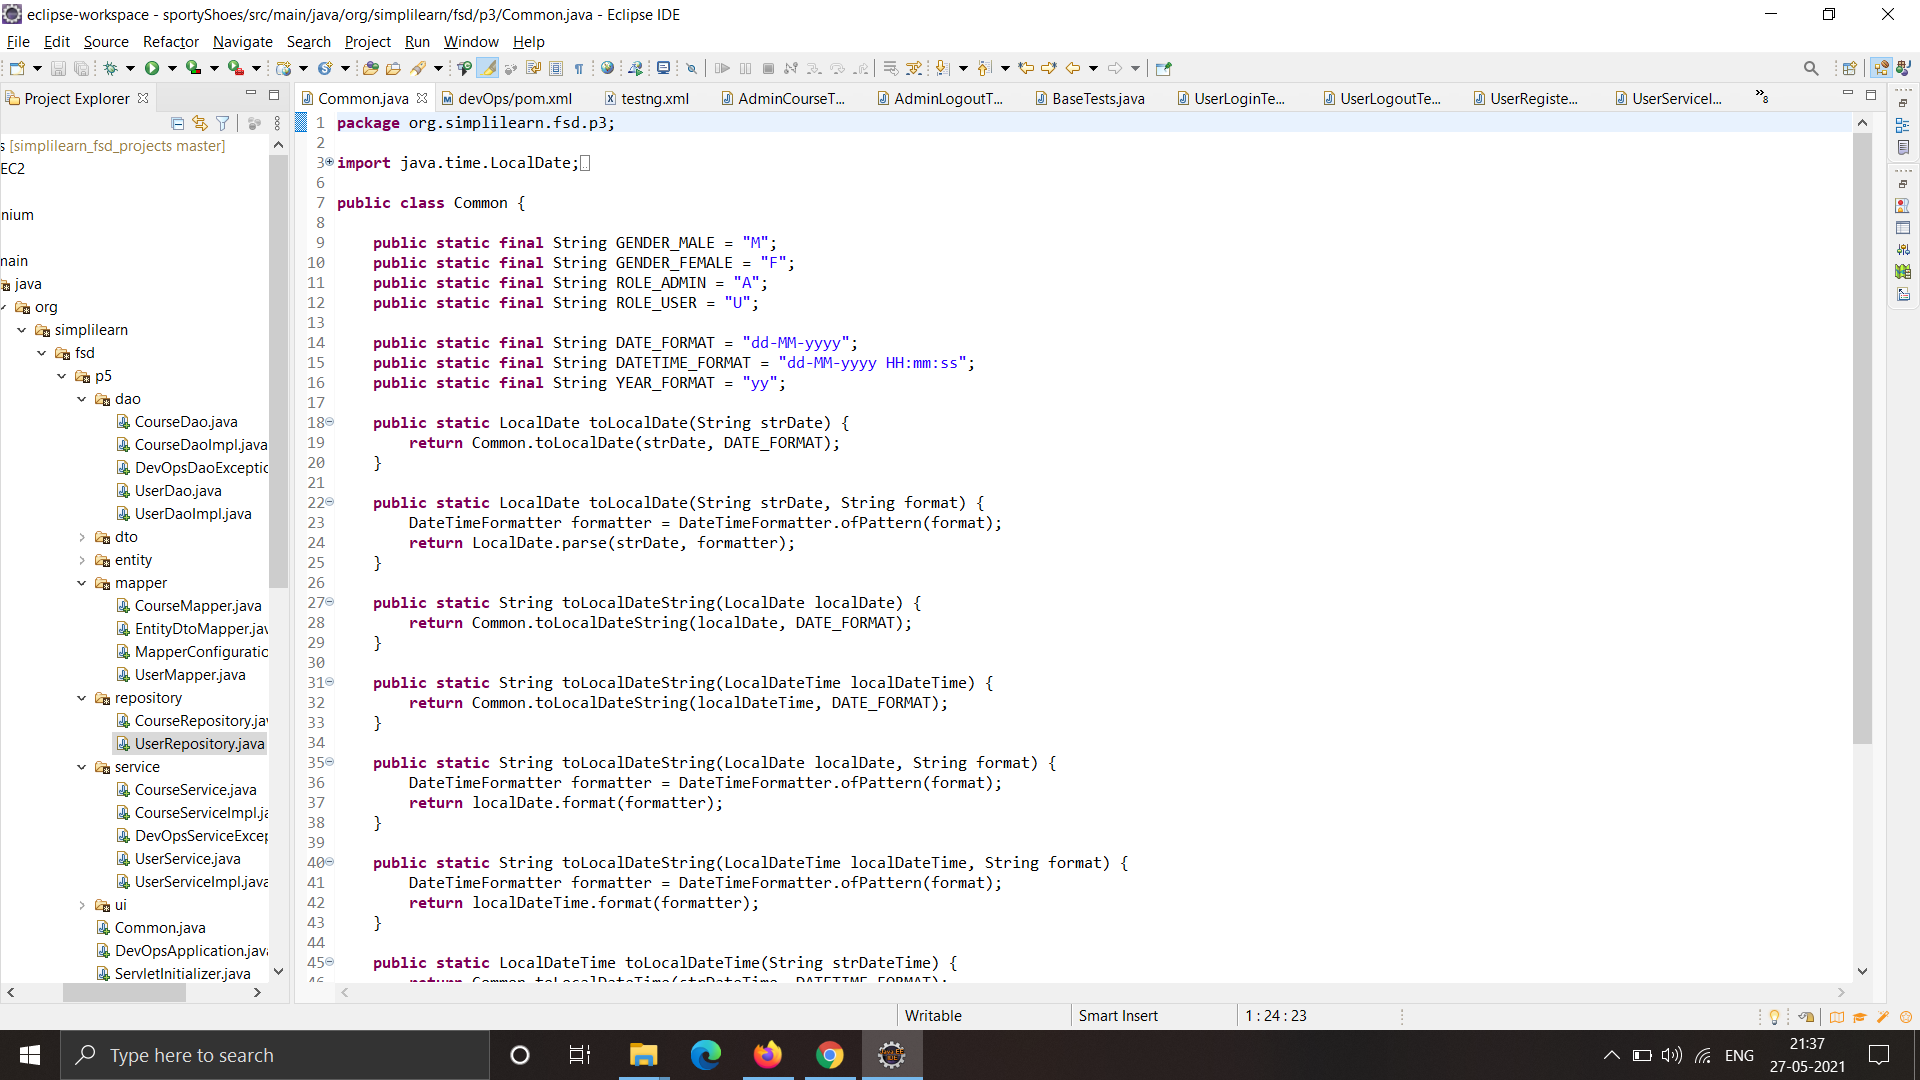 eclipse-workspace - sportyShoes/src/main/java/org/simplilearn/fsd/p3/Common.java - Eclipse IDE
File Edit Source Refactor Navigate Search Project Run Window Help
Project Explorer
Common.java devOps/pom.xml testng.xml AdminCourseT... AdminLogoutT... BaseTests.java UserLoginTe... UserLogoutTe... UserRegiste... UserServiceI... »8
s [simplilearn_fsd_projects master]
EC2
nium
main
java
org
simplilearn
fsd
p5
dao
CourseDao.java
CourseDaoImpl.java
DevOpsDaoExceptic
UserDao.java
UserDaoImpl.java
dto
entity
mapper
CourseMapper.java
EntityDtoMapper.jav
MapperConfiguratio
UserMapper.java
repository
CourseRepository.jav
UserRepository.java
service
CourseService.java
CourseServiceImpl.ja
DevOpsServiceExcep
UserService.java
UserServiceImpl.java
ui
Common.java
DevOpsApplication.java
ServletInitializer.java
1 package org.simplilearn.fsd.p3;
2
3 import java.time.LocalDate;
6
7 public class Common {
8
9 public static final String GENDER_MALE = "M";
10 public static final String GENDER_FEMALE = "F";
11 public static final String ROLE_ADMIN = "A";
12 public static final String ROLE_USER = "U";
13
14 public static final String DATE_FORMAT = "dd-MM-yyyy";
15 public static final String DATETIME_FORMAT = "dd-MM-yyyy HH:mm:ss";
16 public static final String YEAR_FORMAT = "yy";
17
18 public static LocalDate toLocalDate(String strDate) {
19 return Common.toLocalDate(strDate, DATE_FORMAT);
20 }
21
22 public static LocalDate toLocalDate(String strDate, String format) {
23 DateTimeFormatter formatter = DateTimeFormatter.ofPattern(format);
24 return LocalDate.parse(strDate, formatter);
25 }
26
27 public static String toLocalDateString(LocalDate localDate) {
28 return Common.toLocalDateString(localDate, DATE_FORMAT);
29 }
30
31 public static String toLocalDateString(LocalDateTime localDateTime) {
32 return Common.toLocalDateString(localDateTime, DATE_FORMAT);
33 }
34
35 public static String toLocalDateString(LocalDate localDate, String format) {
36 DateTimeFormatter formatter = DateTimeFormatter.ofPattern(format);
37 return localDate.format(formatter);
38 }
39
40 public static String toLocalDateString(LocalDateTime localDateTime, String format) {
41 DateTimeFormatter formatter = DateTimeFormatter.ofPattern(format);
42 return localDateTime.format(formatter);
43 }
44
45 public static LocalDateTime toLocalDateTime(String strDateTime) {
46 return Common.toLocalDateTime(strDateTime, DATETIME_FORMAT);
Writable Smart Insert 1 : 24 : 23
Type here to search
ENG
21:37
27-05-2021